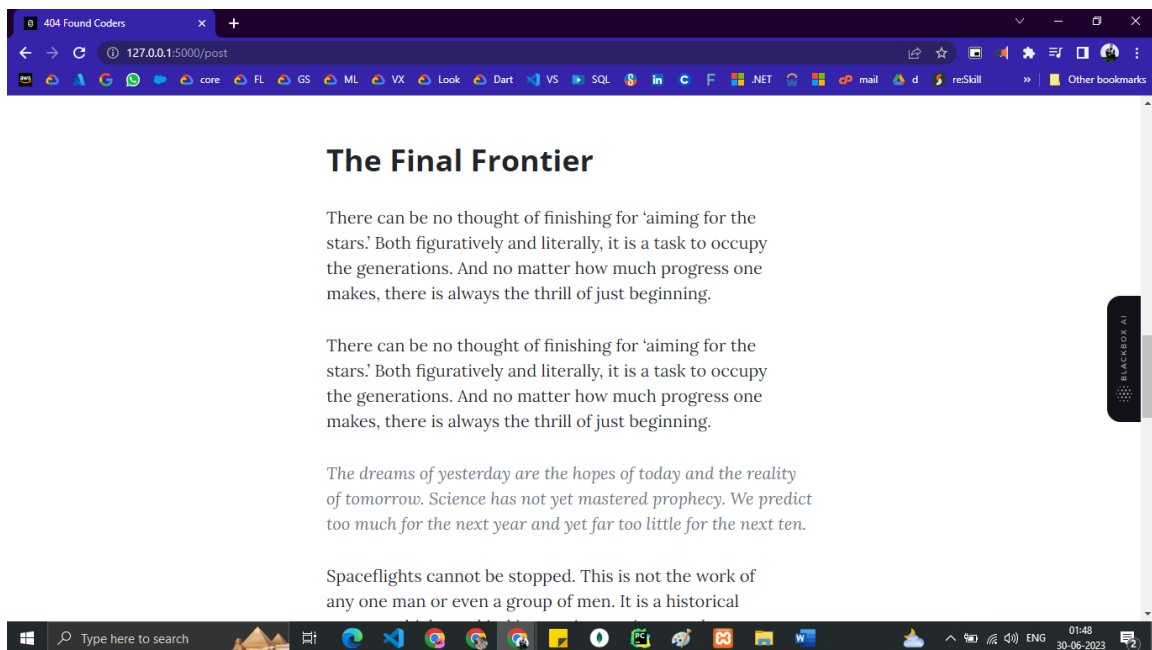 404 Found Coders
127.0.0.1:5000/post
aws core FL GS ML VX Look Dart VS SQL in C F .NET mail d re:Skill » Other bookmarks
The Final Frontier
There can be no thought of finishing for ‘aiming for the
stars.’ Both figuratively and literally, it is a task to occupy
the generations. And no matter how much progress one
makes, there is always the thrill of just beginning.
There can be no thought of finishing for ‘aiming for the
stars.’ Both figuratively and literally, it is a task to occupy
the generations. And no matter how much progress one
makes, there is always the thrill of just beginning.
BLACKBOX AI
The dreams of yesterday are the hopes of today and the reality
of tomorrow. Science has not yet mastered prophecy. We predict
too much for the next year and yet far too little for the next ten.
Spaceflights cannot be stopped. This is not the work of
any one man or even a group of men. It is a historical
Type here to search
ENG
01:48
30-06-2023
2